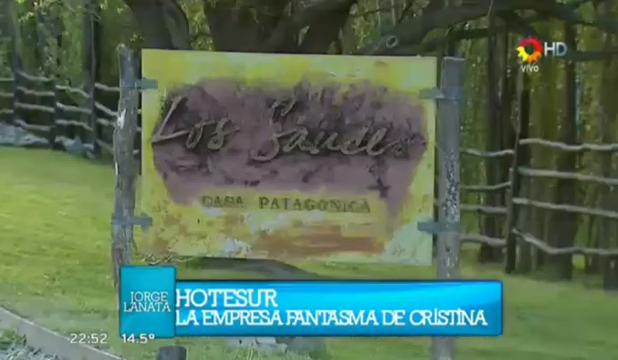 HD
VIVO
Los Sauces
CASA PATAGONICA
JORGE
LANATA
HOTESUR
LA EMPRESA FANTASMA DE CRISTINA
22:52 14.5°